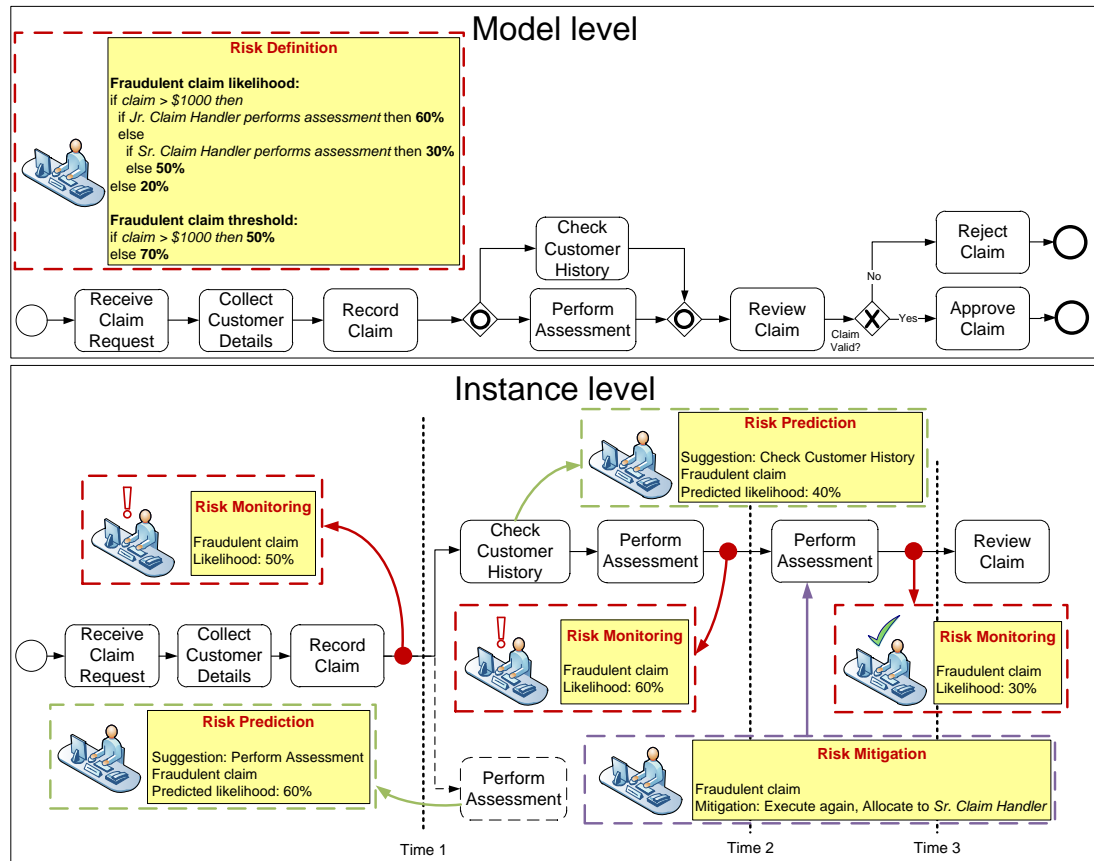 Model level
Risk Definition
Fraudulent claim likelihood:
if claim > $1000 then
if Jr. Claim Handler performs assessment then 60%
else
if Sr. Claim Handler performs assessment then 30%
else 50%
else 20%
Fraudulent claim threshold:
if claim > $1000 then 50%
else 70%
Receive
Claim
Request
Collect
Customer
Details
Record
Claim
Check
Customer
History
Perform
Assessment
Review
Claim
Claim
Valid?
No
Yes
Reject
Claim
Approve
Claim
Instance level
Risk Monitoring
Fraudulent claim
Likelihood: 50%
Receive
Claim
Request
Collect
Customer
Details
Record
Claim
Risk Prediction
Suggestion: Perform Assessment
Fraudulent claim
Predicted likelihood: 60%
Risk Prediction
Suggestion: Check Customer History
Fraudulent claim
Predicted likelihood: 40%
Check
Customer
History
Perform
Assessment
Perform
Assessment
Review
Claim
Risk Monitoring
Fraudulent claim
Likelihood: 60%
Risk Monitoring
Fraudulent claim
Likelihood: 30%
Perform
Assessment
Risk Mitigation
Fraudulent claim
Mitigation: Execute again, Allocate to Sr. Claim Handler
Time 1
Time 2
Time 3